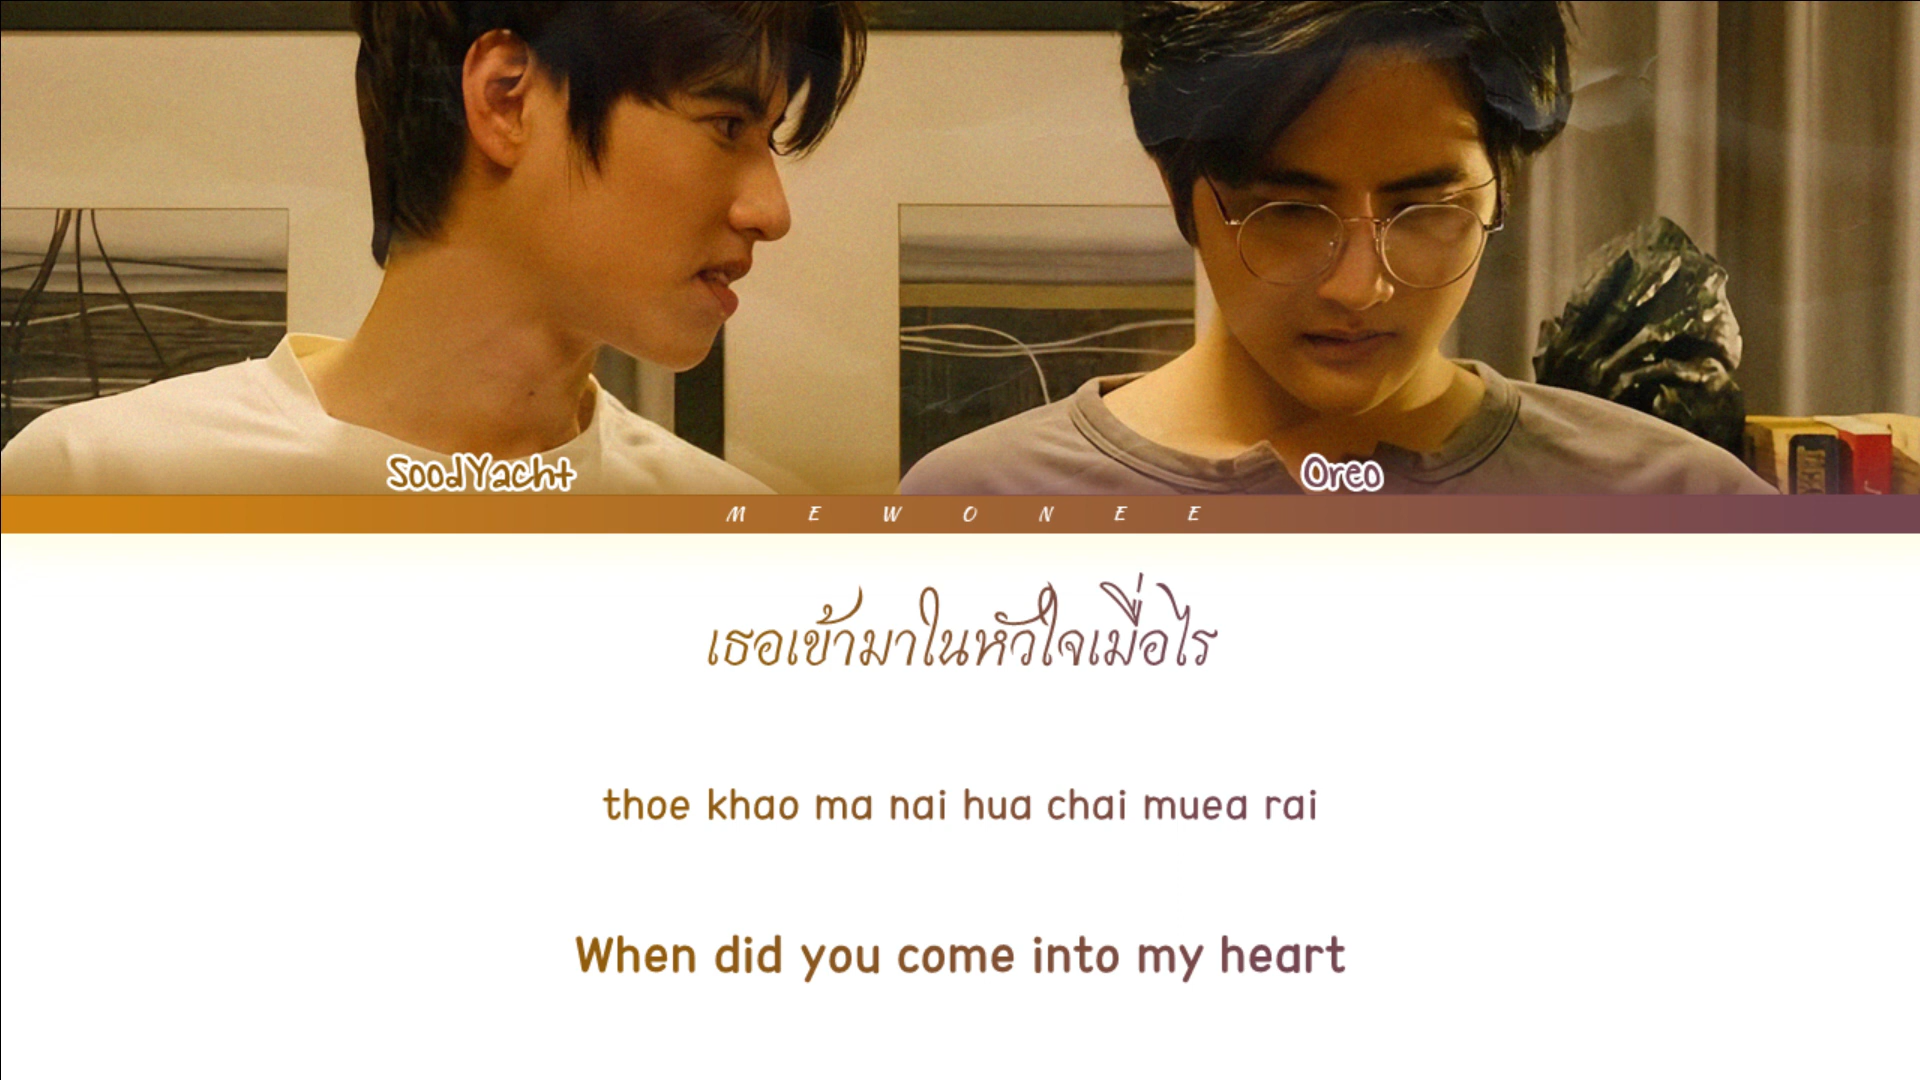 SoodYacht Oreo
M E W O N E E
เธอเข้ามาในหัวใจเมื่อไร
thoe khao ma nai hua chai muea rai
When did you come into my heart